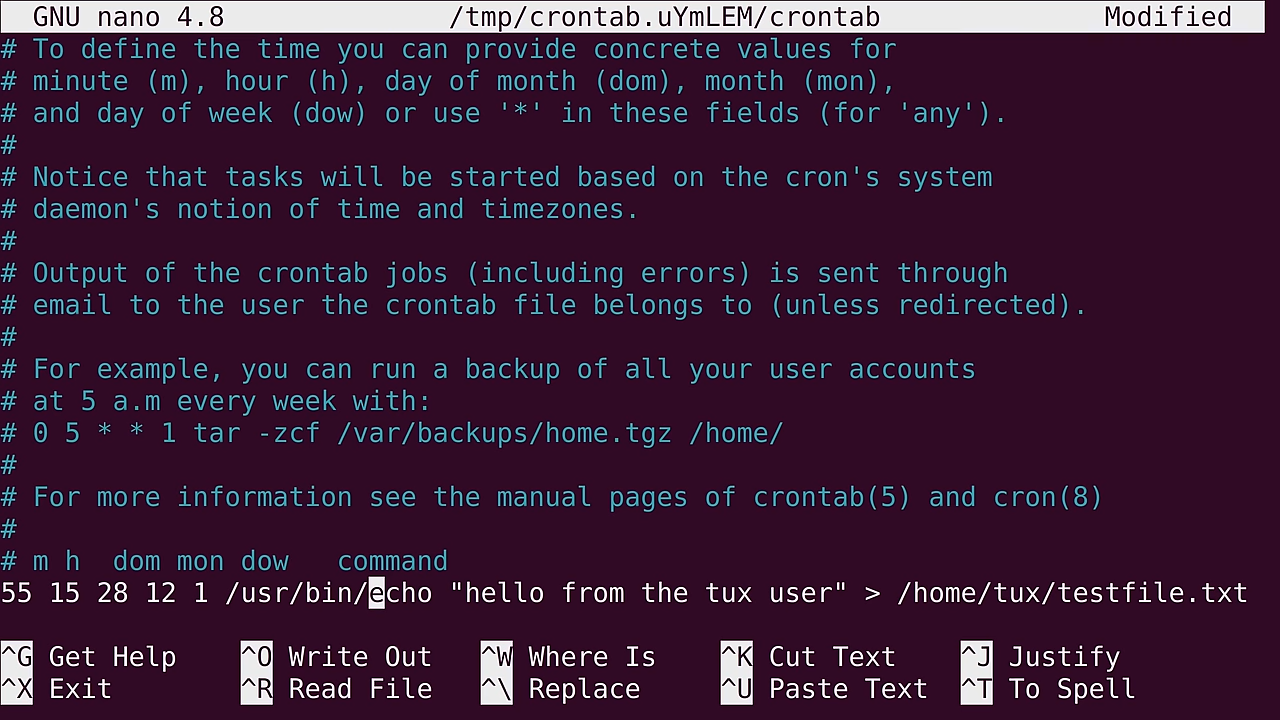 GNU nano 4.8 /tmp/crontab.uYmLEM/crontab Modified
# To define the time you can provide concrete values for
# minute (m), hour (h), day of month (dom), month (mon),
# and day of week (dow) or use '*' in these fields (for 'any').
#
# Notice that tasks will be started based on the cron's system
# daemon's notion of time and timezones.
#
# Output of the crontab jobs (including errors) is sent through
# email to the user the crontab file belongs to (unless redirected).
#
# For example, you can run a backup of all your user accounts
# at 5 a.m every week with:
# 0 5 * * 1 tar -zcf /var/backups/home.tgz /home/
#
# For more information see the manual pages of crontab(5) and cron(8)
#
# m h  dom mon dow   command
55 15 28 12 1 /usr/bin/echo "hello from the tux user" > /home/tux/testfile.txt
^G Get Help ^O Write Out ^W Where Is ^K Cut Text ^J Justify
^X Exit ^R Read File ^\ Replace ^U Paste Text ^T To Spell